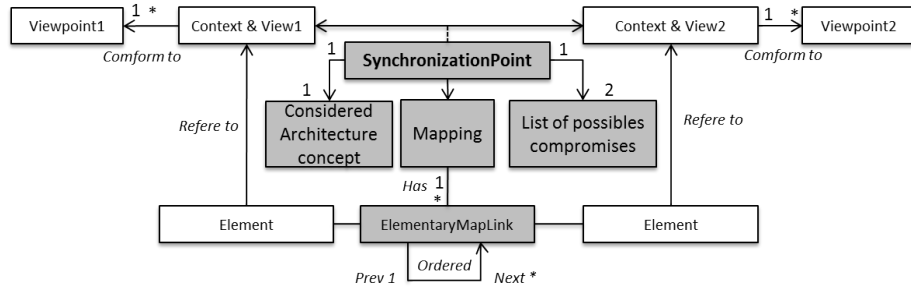 Viewpoint1
1 *
Context & View1
Context & View2
1 *
Viewpoint2
Comform to
Comform to
1
SynchronizationPoint
1
1
2
Considered
Architecture
concept
Mapping
List of possibles
compromises
Refere to
Refere to
Has
1
*
Element
ElementaryMapLink
Element
Ordered
Prev 1
Next *